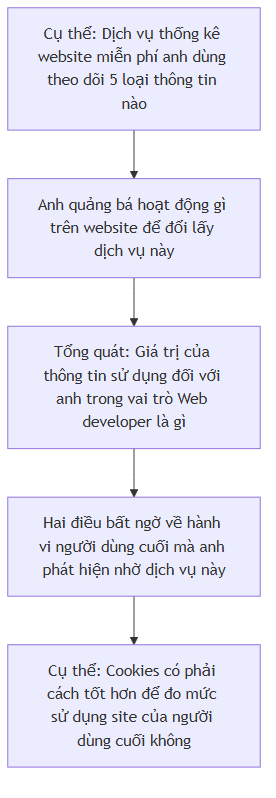 Cụ thể: Dịch vụ thống kê
website miễn phí anh dùng
theo dõi 5 loại thông tin
nào
Anh quảng bá hoạt động gì
trên website để đổi lấy
dịch vụ này
Tổng quát: Giá trị của
thông tin sử dụng đối với
anh trong vai trò Web
developer là gì
Hai điều bất ngờ về hành
vi người dùng cuối mà anh
phát hiện nhờ dịch vụ này
Cụ thể: Cookies có phải
cách tốt hơn để đo mức
sử dụng site của người
dùng cuối không